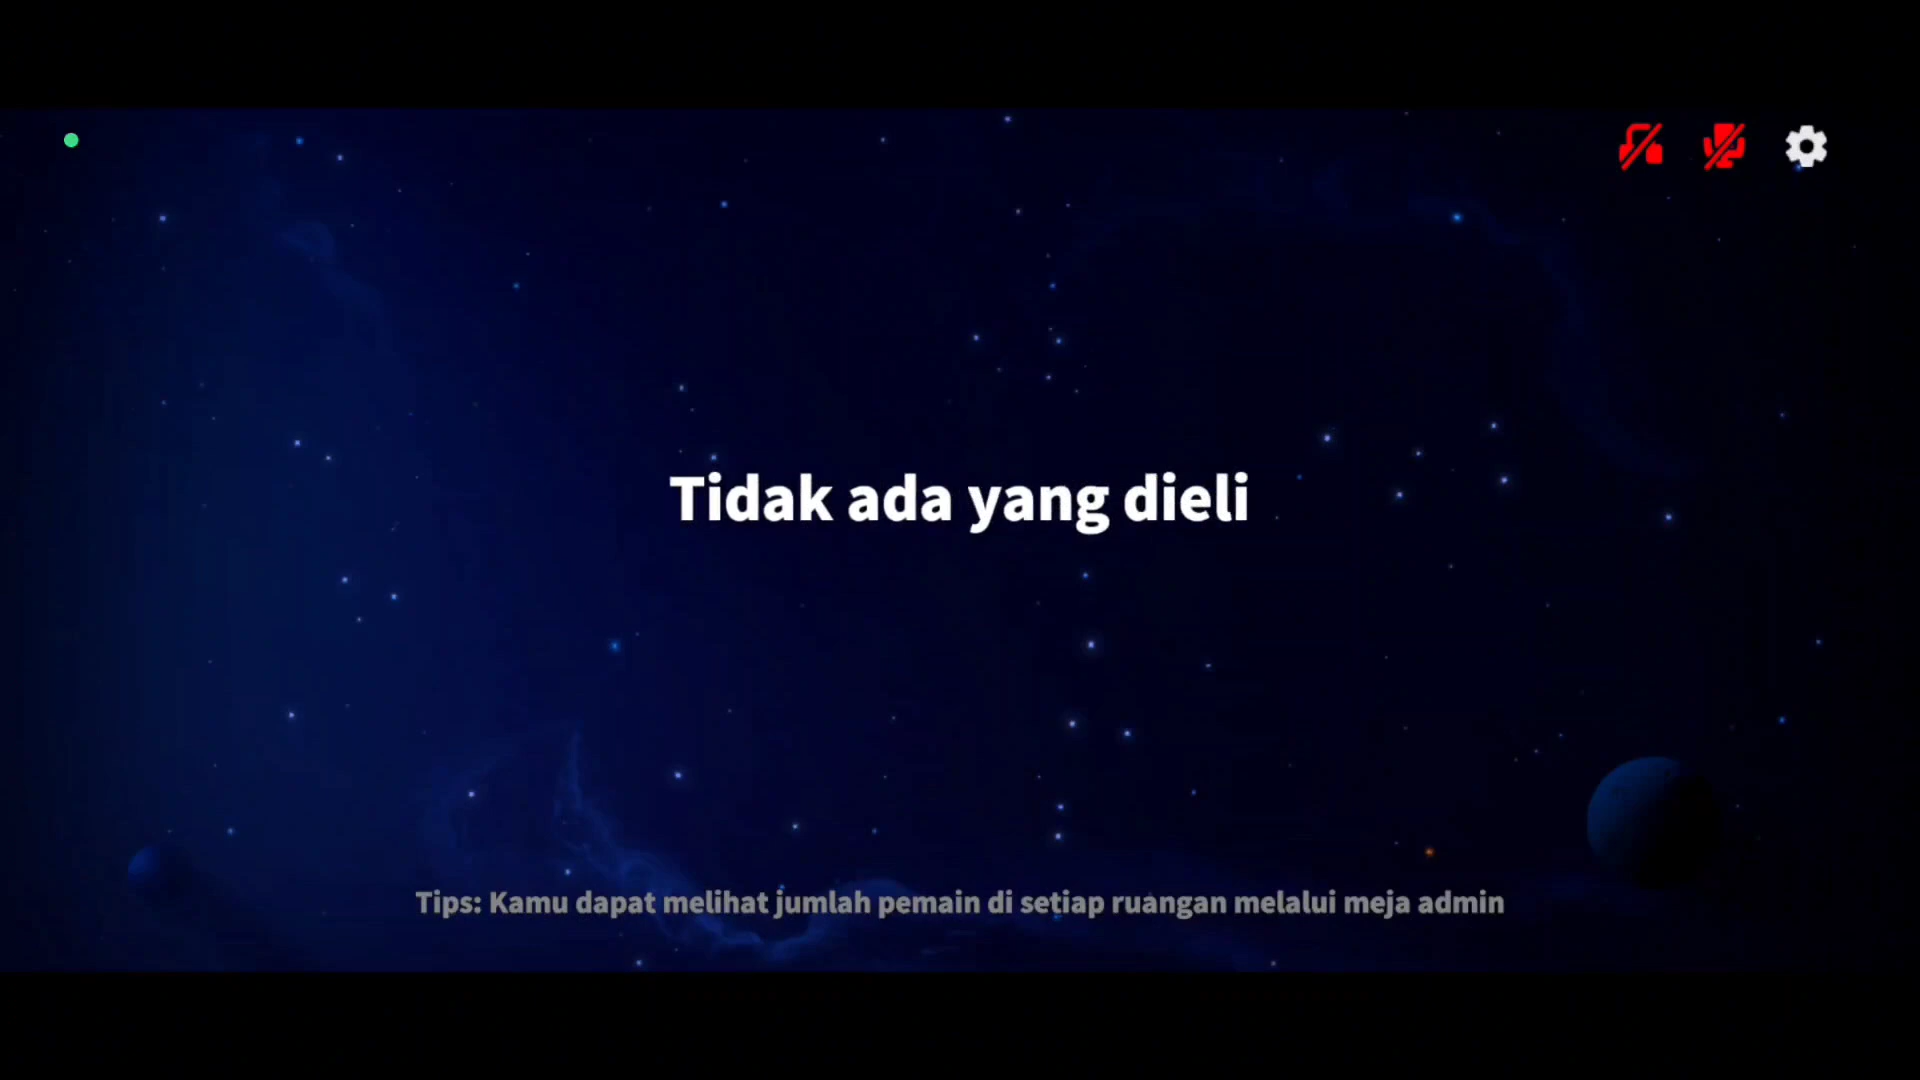 Tidak ada yang dieli
Tips: Kamu dapat melihat jumlah pemain di setiap ruangan melalui meja admin